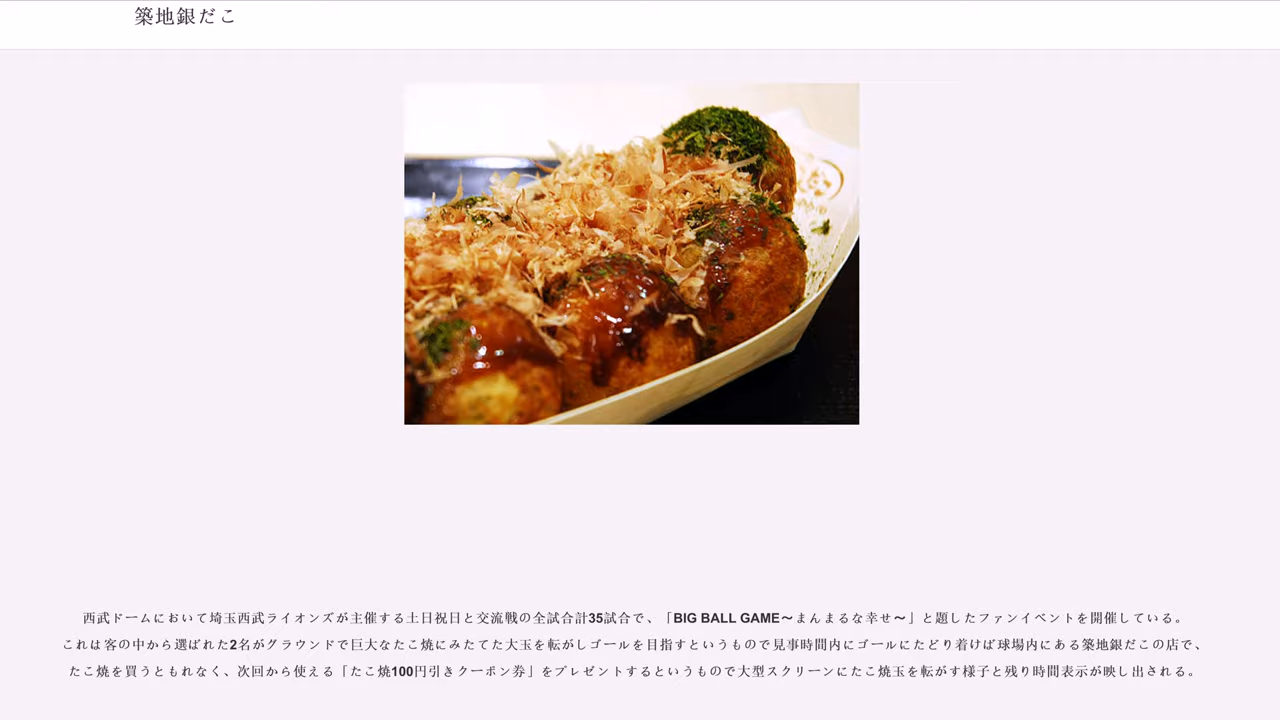 築地銀だこ
西武ドームにおいて埼玉西武ライオンズが主催する土日祝日と交流戦の全試合計35試合で、「BIG BALL GAME〜まんまるな幸せ〜」と題したファンイベントを開催している。
これは客の中から選ばれた2名がグラウンドで巨大なたこ焼にみたてた大玉を転がしゴールを目指すというもので見事時間内にゴールにたどり着けば球場内にある築地銀だこの店で、
たこ焼を買うともれなく、次回から使える「たこ焼100円引きクーポン券」をプレゼントするというもので大型スクリーンにたこ焼玉を転がす様子と残り時間表示が映し出される。